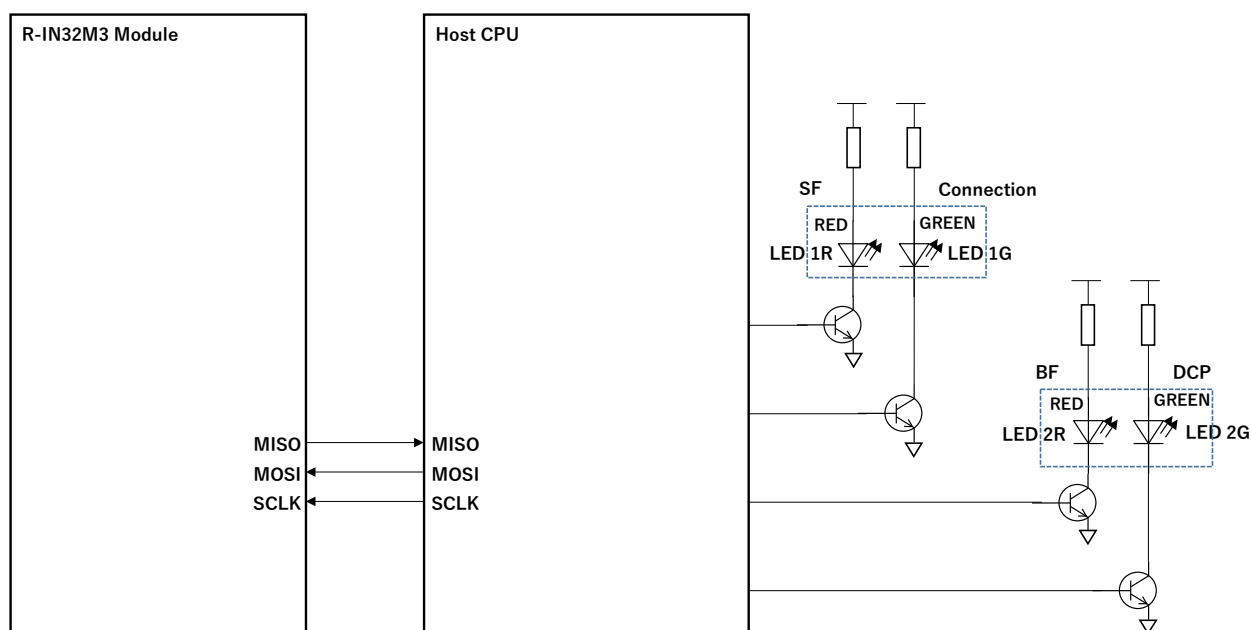 R-IN32M3 Module
Host CPU
SF
Connection
RED
GREEN
LED 1R
LED 1G
BF
DCP
RED
GREEN
LED 2R
LED 2G
MISO
MISO
MOSI
MOSI
SCLK
SCLK